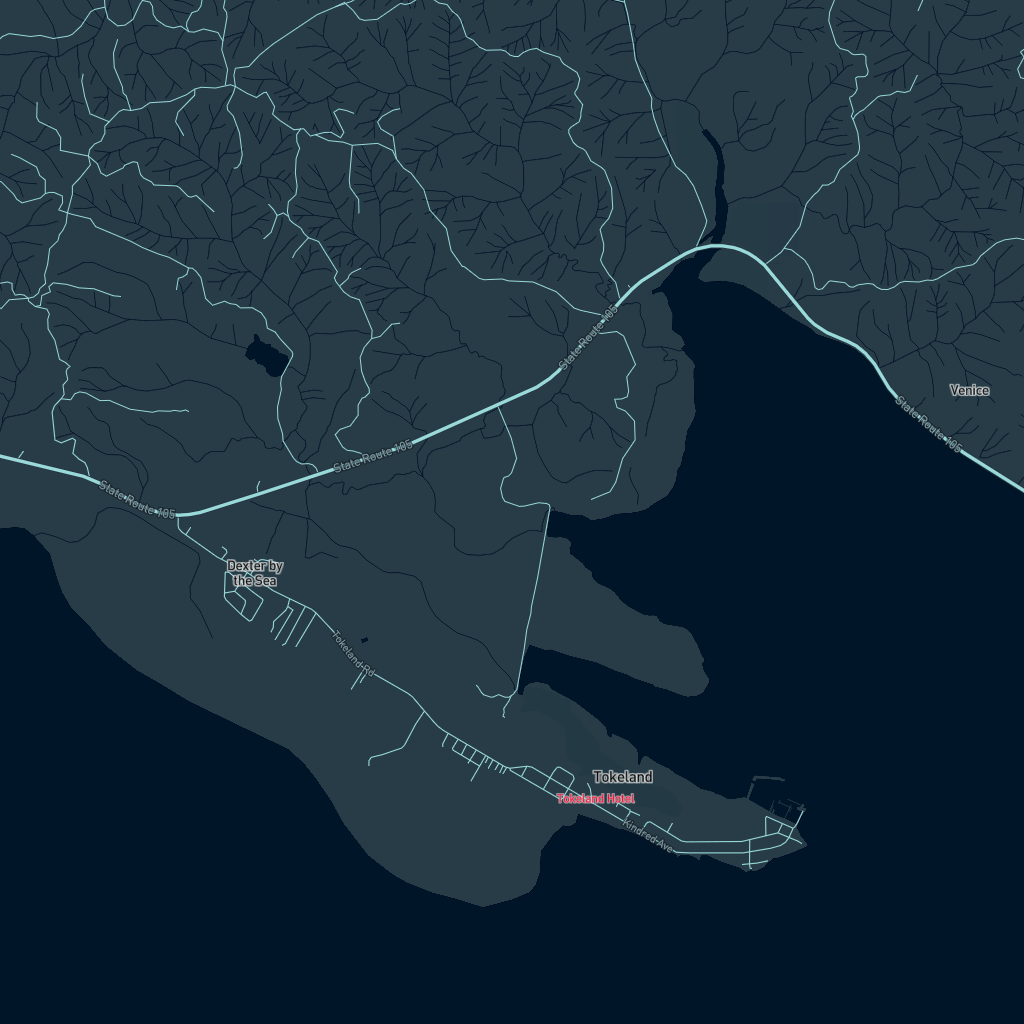 State Route 105
Venice
State Route 105
State Route 105
State Route 105
Dexter by
the Sea
Tokeland Rd
Tokeland
Tokeland Hotel
Kindred Ave